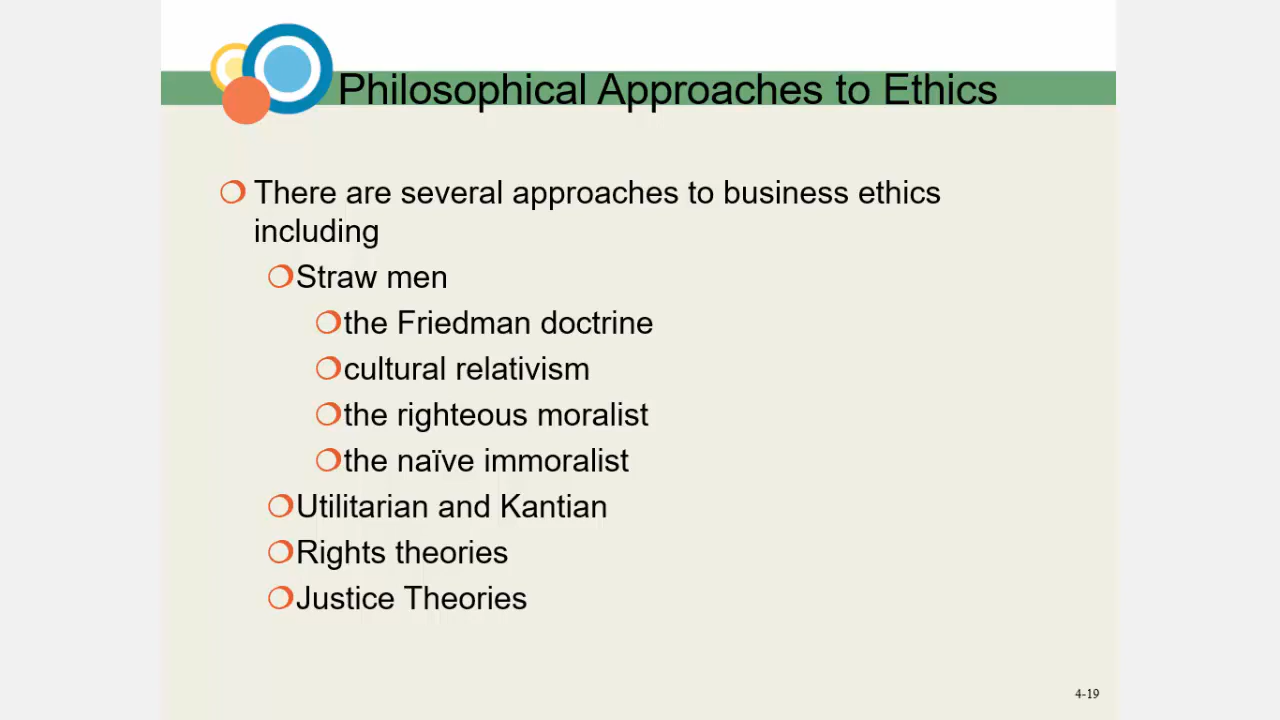 Philosophical Approaches to Ethics
There are several approaches to business ethics
including
Straw men
the Friedman doctrine
cultural relativism
the righteous moralist
the naïve immoralist
Utilitarian and Kantian
Rights theories
Justice Theories
4-19